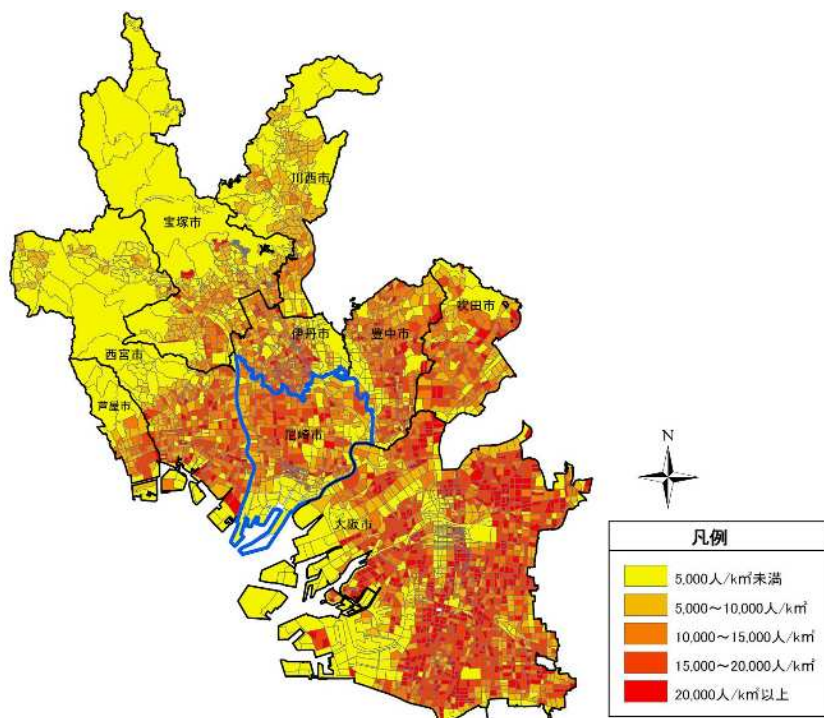 川西市
宝塚市
吹田市
伊丹市
豊中市
西宮市
芦屋市
尼崎市
大阪市
N
凡例
5,000人/k㎡未満
5,000～10,000人/k㎡
10,000～15,000人/k㎡
15,000～20,000人/k㎡
20,000人/k㎡以上